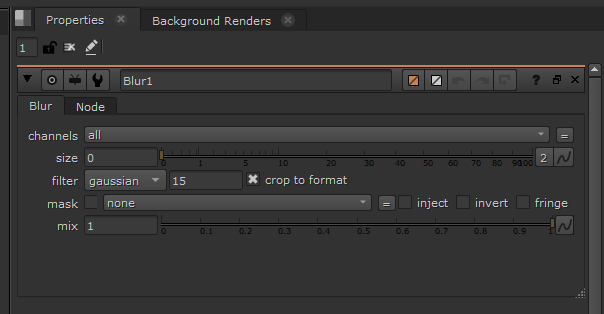 Properties Background Renders
1
Blur1 ?
Blur Node
channels all =
size 0 0 1 5 10 20 30 40 50 60 70 80 90 100 2
filter gaussian 15 crop to format
mask none = inject invert fringe
mix 1 0 0.1 0.2 0.3 0.4 0.5 0.6 0.7 0.8 0.9 1